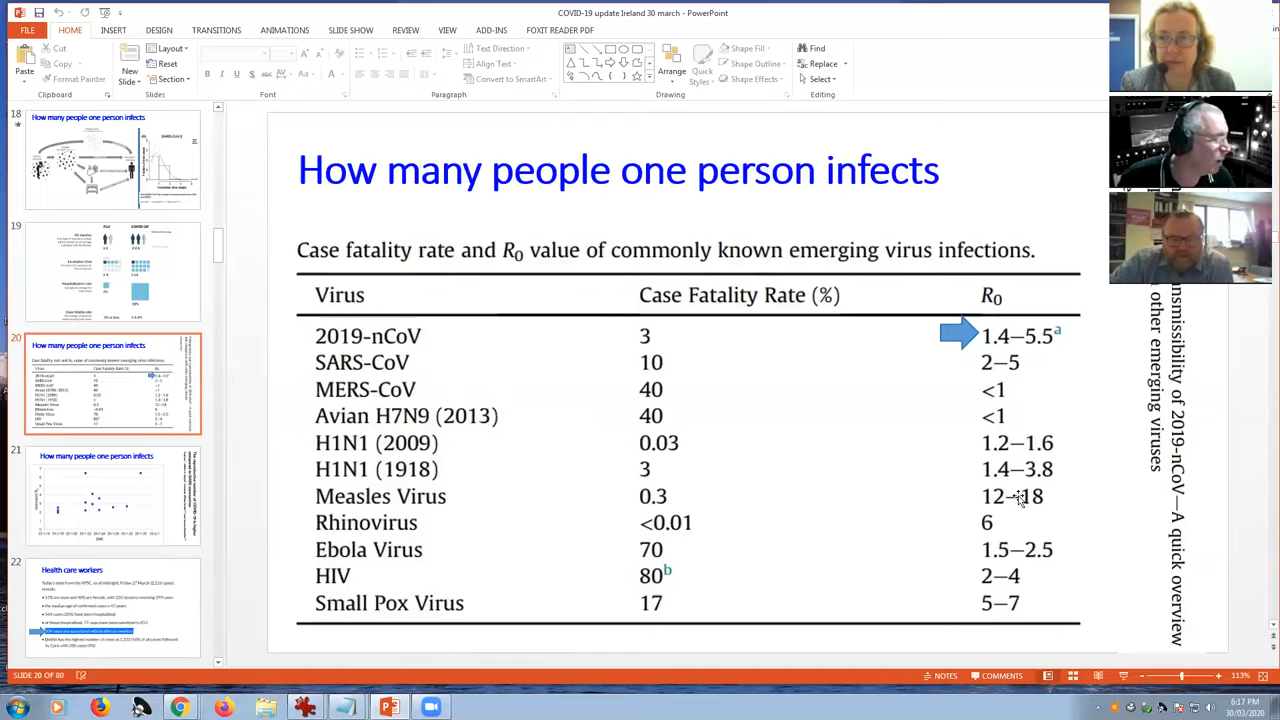 COVID-19 update Ireland 30 march - PowerPoint
FILE HOME INSERT DESIGN TRANSITIONS ANIMATIONS SLIDE SHOW REVIEW VIEW ADD-INS FOXIT READER PDF
Paste
Cut
Copy
Format Painter
Clipboard
New Slide
Layout
Reset
Section
Slides
Font
Text Direction
Align Text
Convert to SmartArt
Paragraph
Arrange
Quick Styles
Shape Fill
Shape Outline
Shape Effects
Drawing
Find
Replace
Select
Editing
18
How many people one person infects
19
FLU COVID-19
20
How many people one person infects
21
How many people one person infects
22
Health care workers
How many people one person infects
Case fatality rate and R0 value of commonly known emerging virus infections.
Virus Case Fatality Rate (%) R0
2019-nCoV 3 1.4–5.5a
SARS-CoV 10 2–5
MERS-CoV 40 <1
Avian H7N9 (2013) 40 <1
H1N1 (2009) 0.03 1.2–1.6
H1N1 (1918) 3 1.4–3.8
Measles Virus 0.3 12–18
Rhinovirus <0.01 6
Ebola Virus 70 1.5–2.5
HIV 80b 2–4
Small Pox Virus 17 5–7
nsmissibility of 2019-nCoV—A quick overview
other emerging viruses
SLIDE 20 OF 80
NOTES
COMMENTS
113%
6:17 PM
30/03/2020